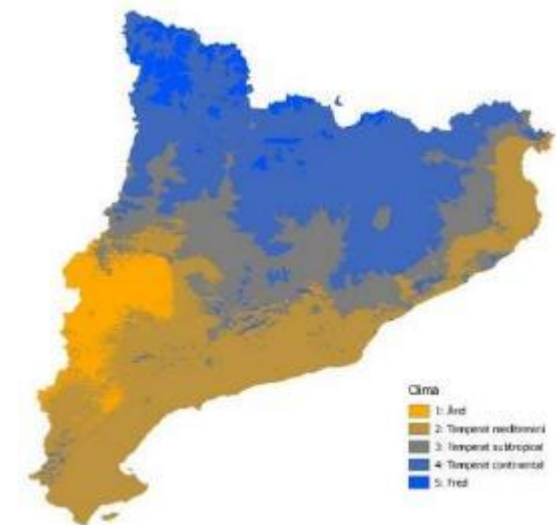 Clima
1: Àrid
2: Temperat mediterrani
3: Temperat subtropical
4: Temperat continental
5: Fred